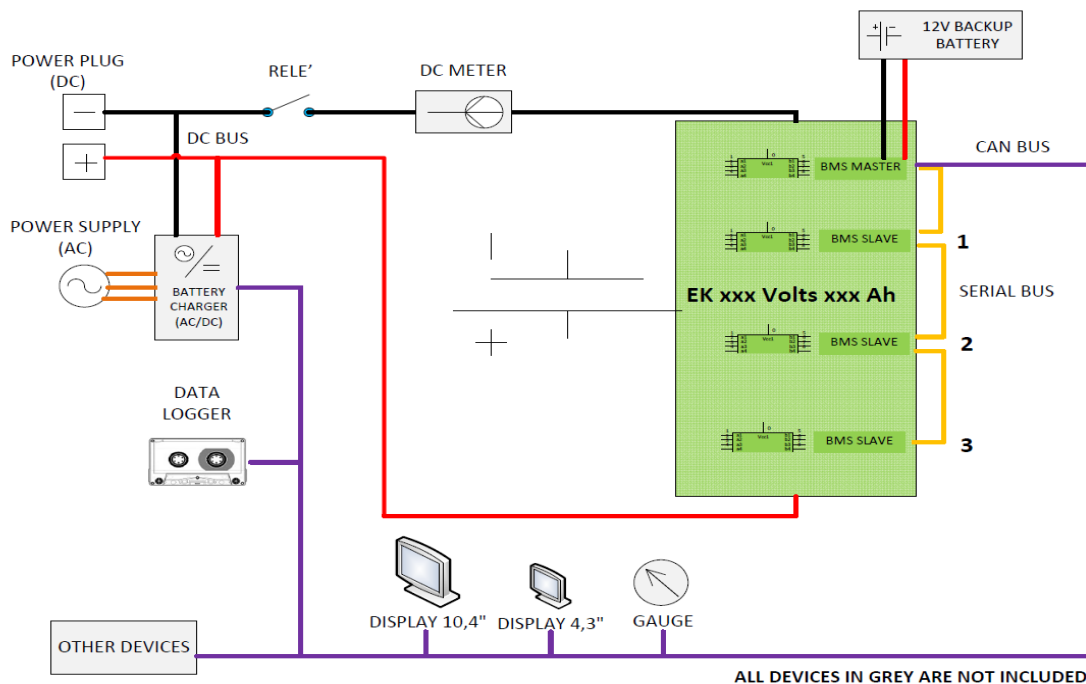 12V BACKUP
BATTERY
POWER PLUG
(DC)
RELE’
DC METER
DC BUS
CAN BUS
BMS MASTER
POWER SUPPLY
(AC)
BATTERY
CHARGER
(AC/DC)
BMS SLAVE
1
EK xxx Volts xxx Ah
SERIAL BUS
BMS SLAVE
2
DATA
LOGGER
BMS SLAVE
3
DISPLAY 10,4"
DISPLAY 4,3"
GAUGE
OTHER DEVICES
ALL DEVICES IN GREY ARE NOT INCLUDED